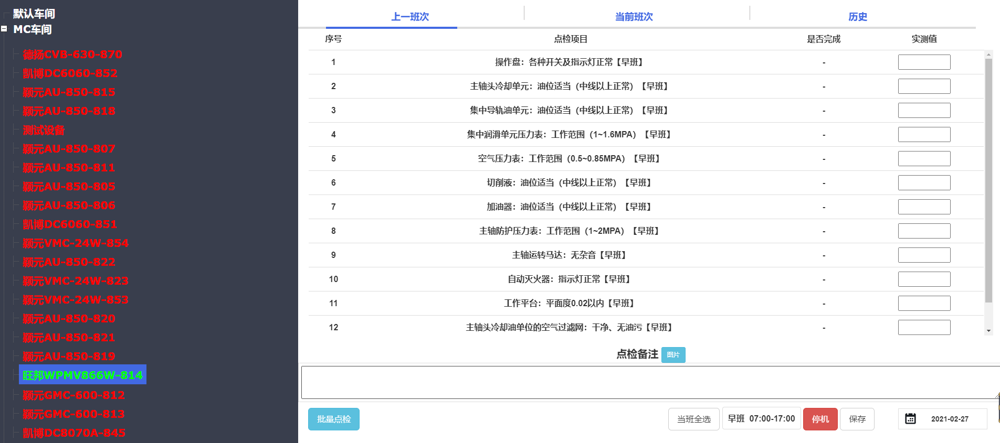 默认车间
MC车间
德扬CVB-630-870
凯博DC6060-852
颖元AU-850-815
颖元AU-850-818
测试设备
颖元AU-850-807
颖元AU-850-811
颖元AU-850-805
颖元AU-850-806
凯博DC6060-851
颖元VMC-24W-854
颖元AU-850-822
颖元VMC-24W-823
颖元VMC-24W-853
颖元AU-850-820
颖元AU-850-821
颖元AU-850-819
旺邦WPMV866W-814
颖元GMC-600-812
颖元GMC-600-813
凯博DC8070A-845
上一班次 当前班次 历史
序号 点检项目 是否完成 实测值
1 操作盘：各种开关及指示灯正常【早班】 -
2 主轴头冷却单元：油位适当（中线以上正常）【早班】 -
3 集中导轨油单元：油位适当（中线以上正常）【早班】 -
4 集中润滑单元压力表：工作范围（1~1.6MPA）【早班】 -
5 空气压力表：工作范围（0.5~0.85MPA）【早班】 -
6 切削液：油位适当（中线以上正常）【早班】 -
7 加油器：油位适当（中线以上正常）【早班】 -
8 主轴防护压力表：工作范围（1~2MPA）【早班】 -
9 主轴运转马达：无杂音【早班】 -
10 自动灭火器：指示灯正常【早班】 -
11 工作平台：平面度0.02以内【早班】 -
12 主轴头冷却油单位的空气过滤网：干净、无油污【早班】 -
点检备注 图片
批量点检 当班全选 早班 07:00-17:00 停机 保存 2021-02-27